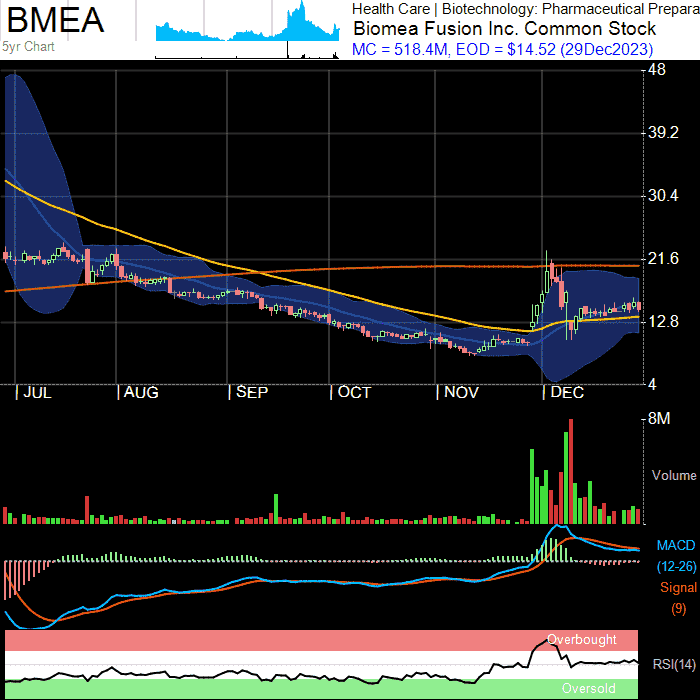 BMEA
5yr Chart
Health Care | Biotechnology: Pharmaceutical Prepara
Biomea Fusion Inc. Common Stock
MC = 518.4M, EOD = $14.52 (29Dec2023)
48
39.2
30.4
21.6
12.8
4
JUL AUG SEP OCT NOV DEC
8M
Volume
MACD
(12-26)
Signal
(9)
Overbought
RSI(14)
Oversold